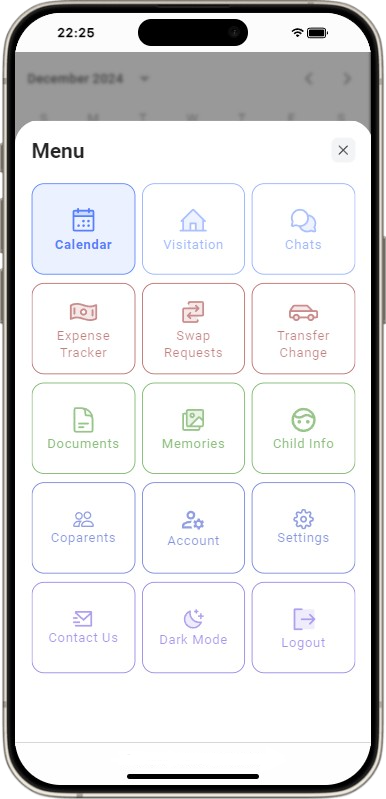 22:25
December 2024
S M T W T F S
Menu
Calendar
Visitation
Chats
Expense
Tracker
Swap
Requests
Transfer
Change
Documents
Memories
Child Info
Coparents
Account
Settings
Contact Us
Dark Mode
Logout